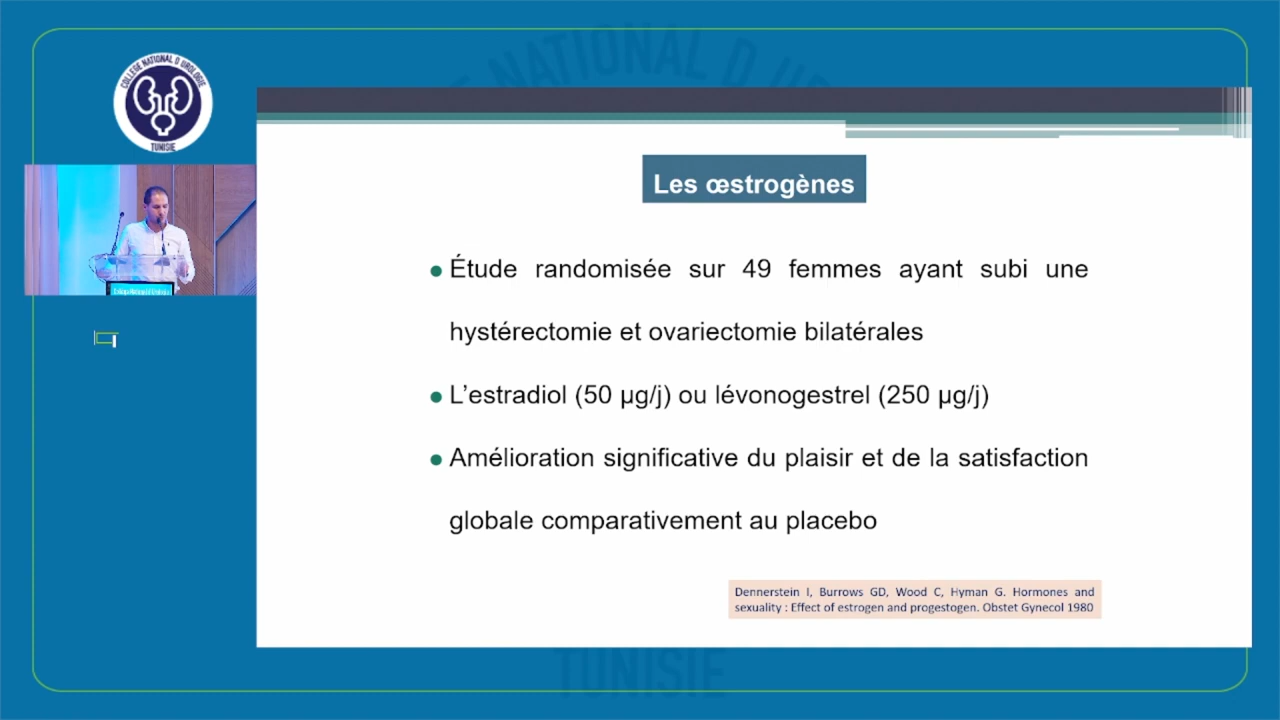 COLLEGE NATIONAL D UROLOGIE
TUNISIE
NATIONAL D
Les œstrogènes
Étude randomisée sur 49 femmes ayant subi une
hystérectomie et ovariectomie bilatérales
L’estradiol (50 µg/j) ou lévonogestrel (250 µg/j)
Amélioration significative du plaisir et de la satisfaction
globale comparativement au placebo
Dennerstein I, Burrows GD, Wood C, Hyman G. Hormones and
sexuality : Effect of estrogen and progestogen. Obstet Gynecol 1980
TUNISIE